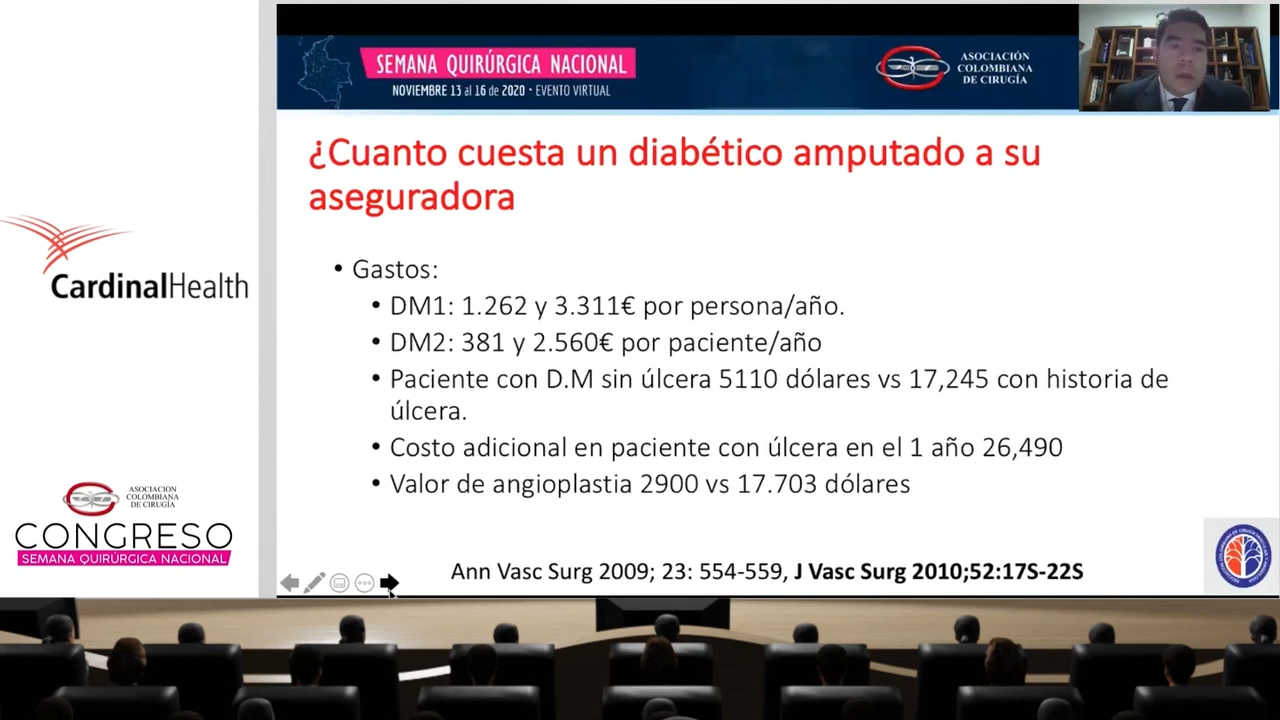 SEMANA QUIRÚRGICA NACIONAL
NOVIEMBRE 13 al 16 de 2020 • EVENTO VIRTUAL
ASOCIACIÓN
COLOMBIANA
DE CIRUGÍA
¿Cuanto cuesta un diabético amputado a su
aseguradora
• Gastos:
• DM1: 1.262 y 3.311€ por persona/año.
• DM2: 381 y 2.560€ por paciente/año
• Paciente con D.M sin úlcera 5110 dólares vs 17,245 con historia de
úlcera.
• Costo adicional en paciente con úlcera en el 1 año 26,490
• Valor de angioplastia 2900 vs 17.703 dólares
Ann Vasc Surg 2009; 23: 554-559, J Vasc Surg 2010;52:17S-22S
CardinalHealth
ASOCIACIÓN
COLOMBIANA
DE CIRUGÍA
CONGRESO
SEMANA QUIRÚRGICA NACIONAL